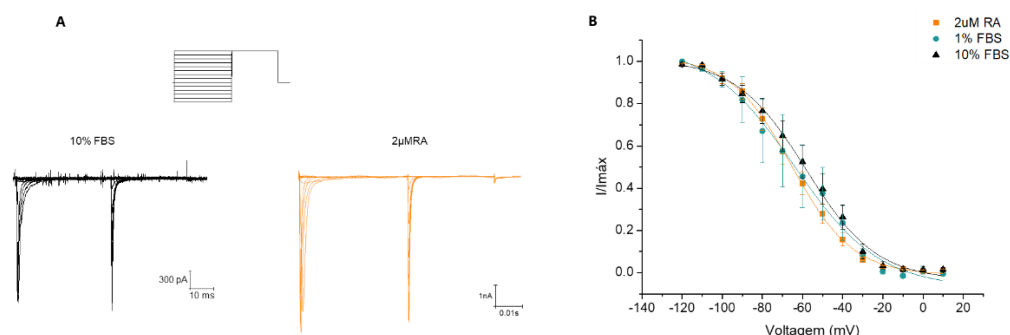 A
10% FBS
2µMRA
300 pA
10 ms
1nA
0.01s
B
2uM RA
1% FBS
10% FBS
I/Imáx
1.0
0.8
0.6
0.4
0.2
0.0
-140 -120 -100 -80 -60 -40 -20 0 20
Voltagem (mV)